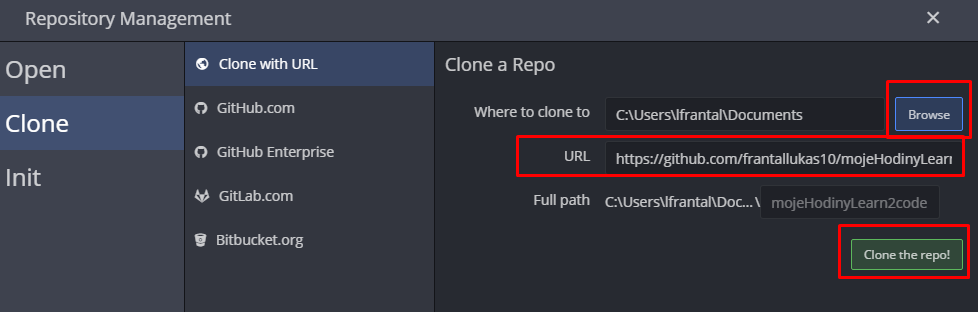 Repository Management
Open
Clone
Init
Clone with URL
GitHub.com
GitHub Enterprise
GitLab.com
Bitbucket.org
Clone a Repo
Where to clone to C:\Users\lfrantal\Documents Browse
URL https://github.com/frantallukas10/mojeHodinyLearn
Full path C:\Users\lfrantal\Doc... \ mojeHodinyLearn2code
Clone the repo!